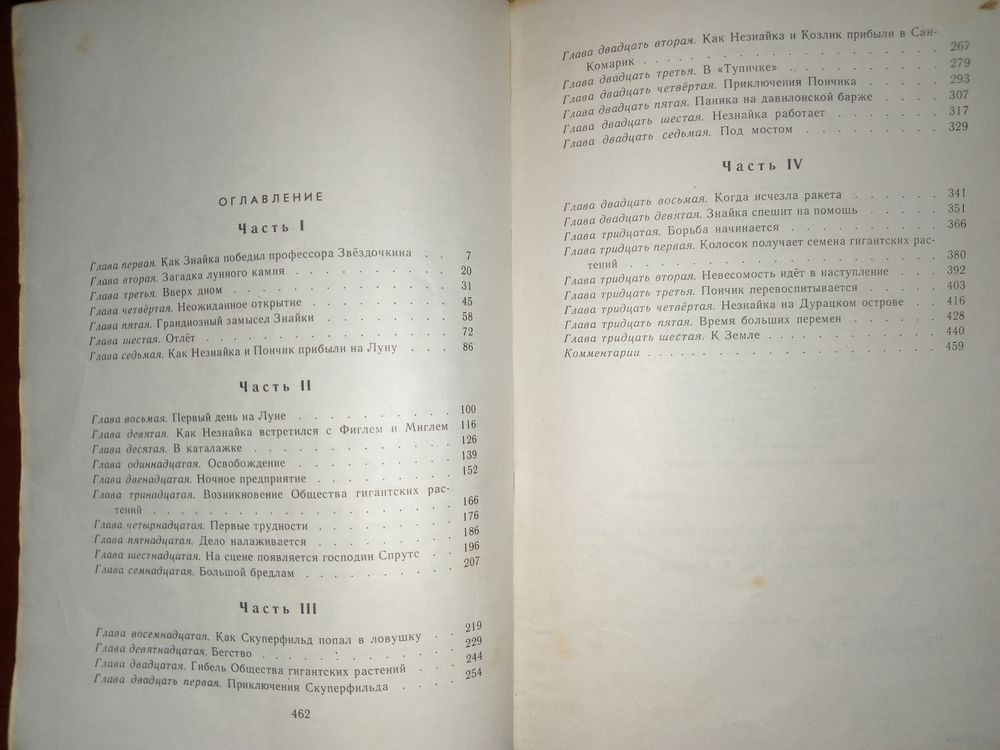 ОГЛАВЛЕНИЕ
Часть I
Глава первая. Как Знайка победил профессора Звёздочкина . . 7
Глава вторая. Загадка лунного камня . . . . . . . 20
Глава третья. Вверх дном . . . . . . . . . . 31
Глава четвёртая. Неожиданное открытие . . . . . . 45
Глава пятая. Грандиозный замысел Знайки . . . . . . 58
Глава шестая. Отлёт . . . . . . . . . . . 72
Глава седьмая. Как Незнайка и Пончик прибыли на Луну . . . 86
Часть II
Глава восьмая. Первый день на Луне . . . . . . . . 100
Глава девятая. Как Незнайка встретился с Фиглем и Миглем 116
Глава десятая. В каталажке . . . . . . . . . . 126
Глава одиннадцатая. Освобождение . . . . . . . . 139
Глава двенадцатая. Ночное предприятие . . . . . . 152
Глава тринадцатая. Возникновение Общества гигантских рас-
тений . . . . . . . . . . . . . . 166
Глава четырнадцатая. Первые трудности . . . . . . 176
Глава пятнадцатая. Дело налаживается . . . . . . . 186
Глава шестнадцатая. На сцене появляется господин Спрутс . . 196
Глава семнадцатая. Большой бредлам . . . . . . . 207
Часть III
Глава восемнадцатая. Как Скуперфильд попал в ловушку . . 219
Глава девятнадцатая. Бегство . . . . . . . . . 229
Глава двадцатая. Гибель Общества гигантских растений . . . 244
Глава двадцать первая. Приключения Скуперфильда . . . . 254
462
Глава двадцать вторая. Как Незнайка и Козлик прибыли в Сан-
Комарик . . . . . . . . . . . . . 267
Глава двадцать третья. В «Тупичке» . . . . . . . 279
Глава двадцать четвёртая. Приключения Пончика . . . . 293
Глава двадцать пятая. Паника на давилонской барже . . . . 307
Глава двадцать шестая. Незнайка работает . . . . . . 317
Глава двадцать седьмая. Под мостом . . . . . . . . 329
Часть IV
Глава двадцать восьмая. Когда исчезла ракета . . . . . 341
Глава двадцать девятая. Знайка спешит на помощь . . . . 351
Глава тридцатая. Борьба начинается . . . . . . . . 366
Глава тридцать первая. Колосок получает семена гигантских рас-
тений . . . . . . . . . . . . . . 380
Глава тридцать вторая. Невесомость идёт в наступление . . . 392
Глава тридцать третья. Пончик перевоспитывается . . . . 403
Глава тридцать четвёртая. Незнайка на Дурацком острове . . 416
Глава тридцать пятая. Время больших перемен . . . . . 428
Глава тридцать шестая. К Земле . . . . . . . . . 440
Комментарии . . . . . . . . . . . . . 459